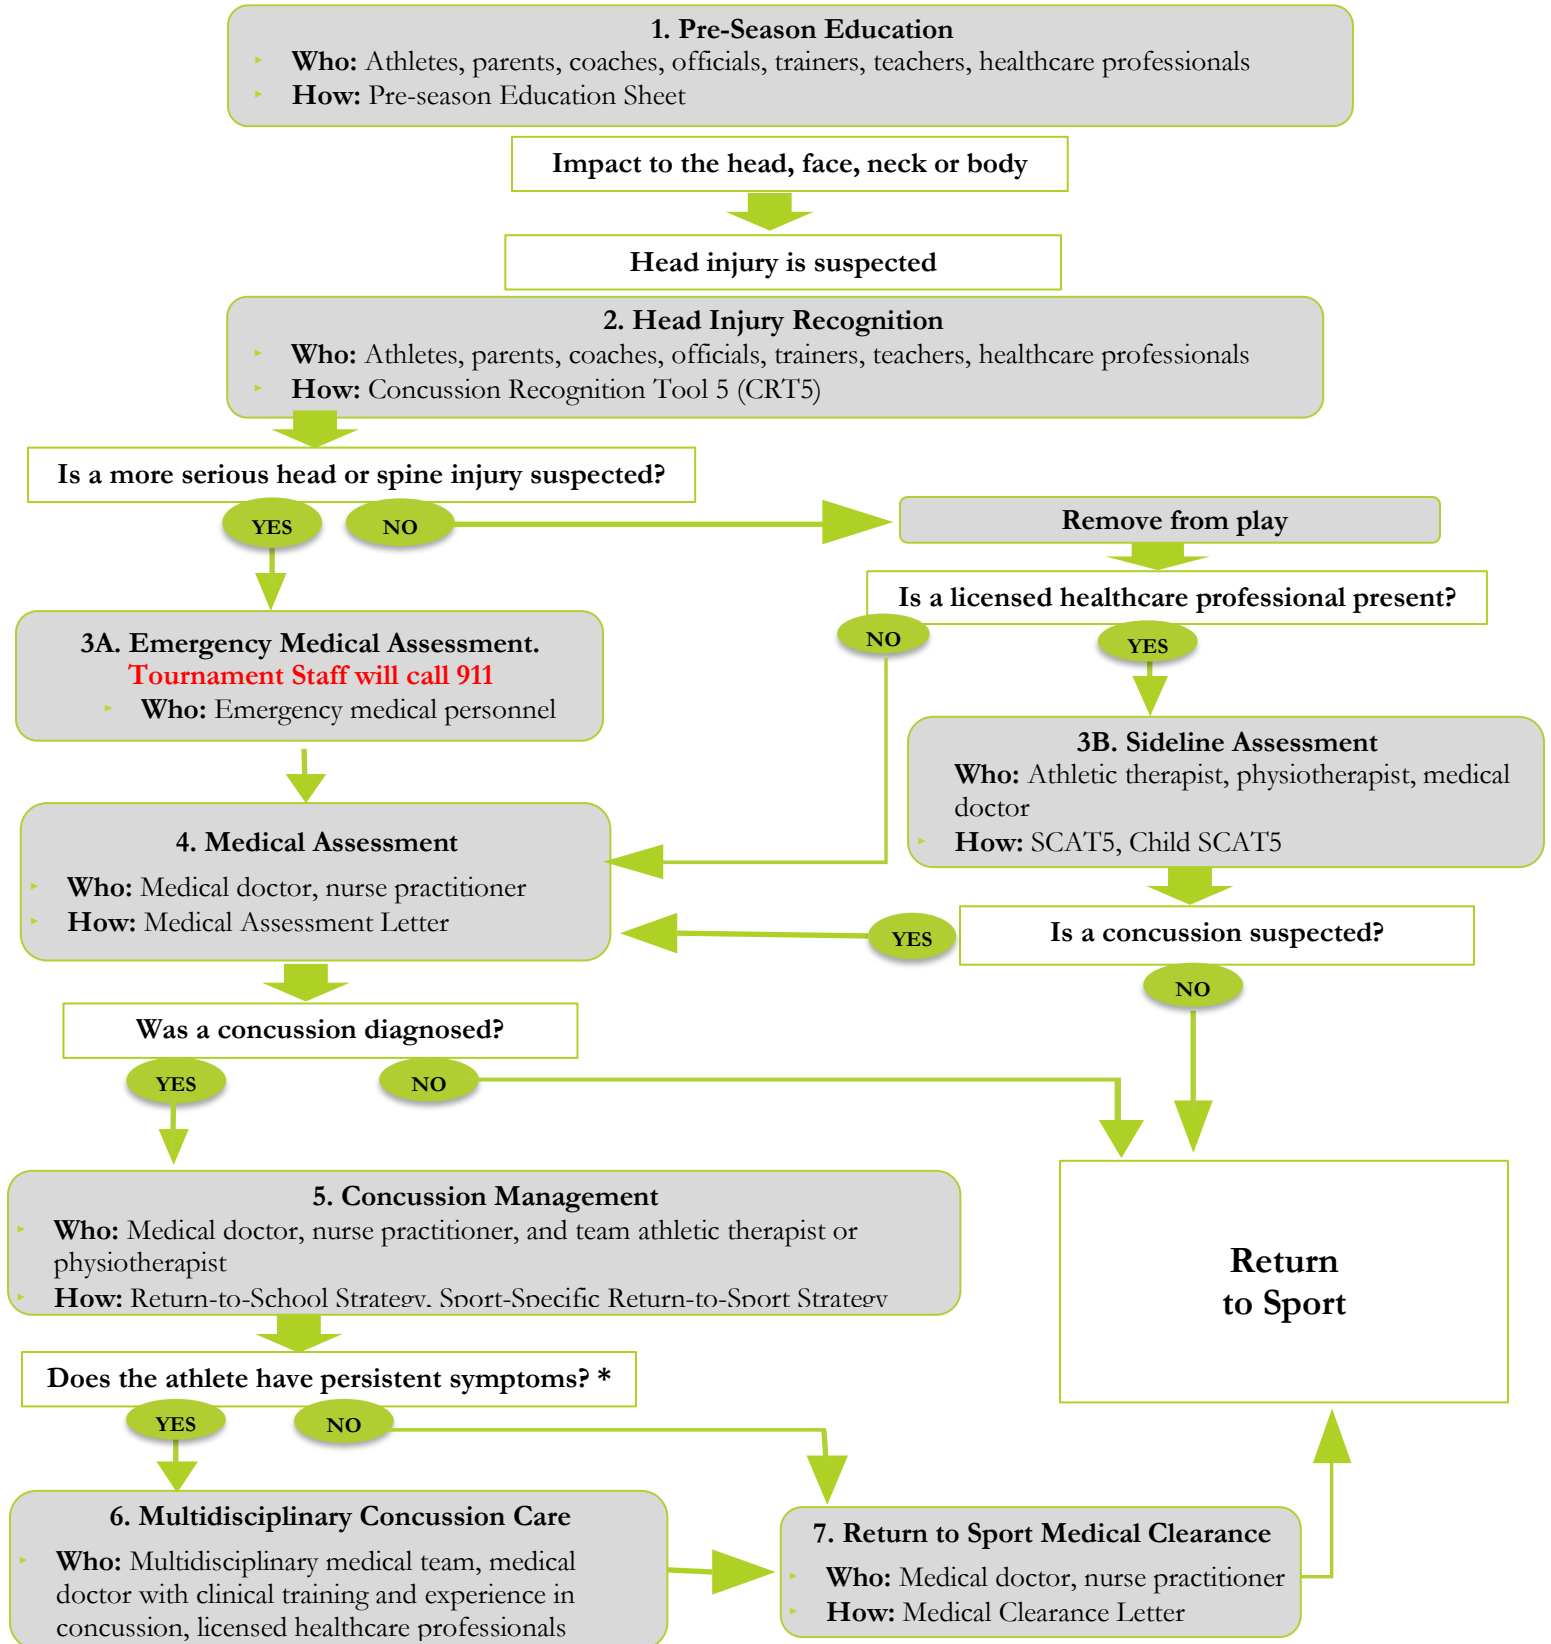 1. Pre-Season Education
Who: Athletes, parents, coaches, officials, trainers, teachers, healthcare professionals
How: Pre-season Education Sheet
Impact to the head, face, neck or body
Head injury is suspected
2. Head Injury Recognition
Who: Athletes, parents, coaches, officials, trainers, teachers, healthcare professionals
How: Concussion Recognition Tool 5 (CRT5)
Is a more serious head or spine injury suspected?
YES
NO
Remove from play
Is a licensed healthcare professional present?
NO
YES
3A. Emergency Medical Assessment.
Tournament Staff will call 911
Who: Emergency medical personnel
3B. Sideline Assessment
Who: Athletic therapist, physiotherapist, medical
doctor
How: SCAT5, Child SCAT5
4. Medical Assessment
Who: Medical doctor, nurse practitioner
How: Medical Assessment Letter
YES
Is a concussion suspected?
NO
Was a concussion diagnosed?
YES
NO
5. Concussion Management
Who: Medical doctor, nurse practitioner, and team athletic therapist or
physiotherapist
How: Return-to-School Strategy, Sport-Specific Return-to-Sport Strategy
Return
to Sport
Does the athlete have persistent symptoms? *
YES
NO
6. Multidisciplinary Concussion Care
Who: Multidisciplinary medical team, medical
doctor with clinical training and experience in
concussion, licensed healthcare professionals
7. Return to Sport Medical Clearance
Who: Medical doctor, nurse practitioner
How: Medical Clearance Letter